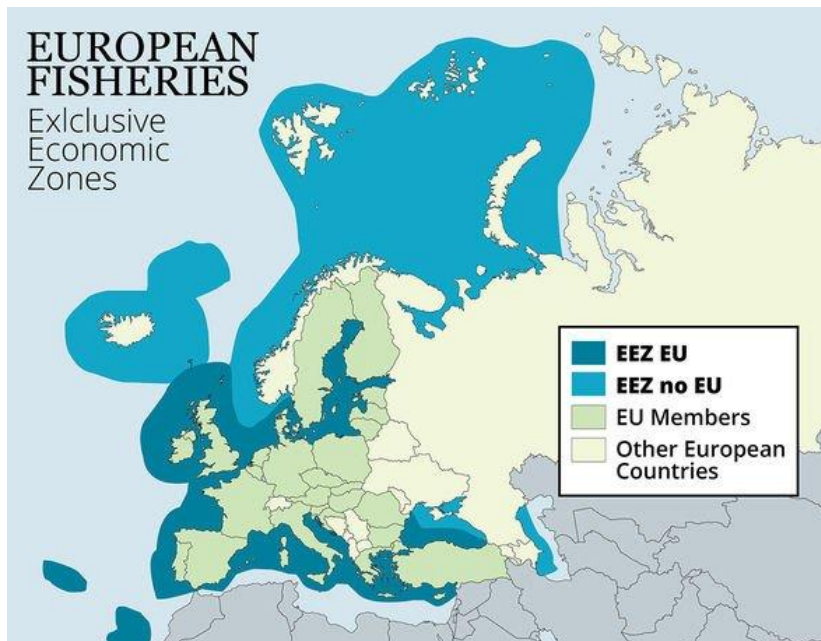 EUROPEAN
FISHERIES
Exlclusive
Economic
Zones
EEZ EU
EEZ no EU
EU Members
Other European
Countries